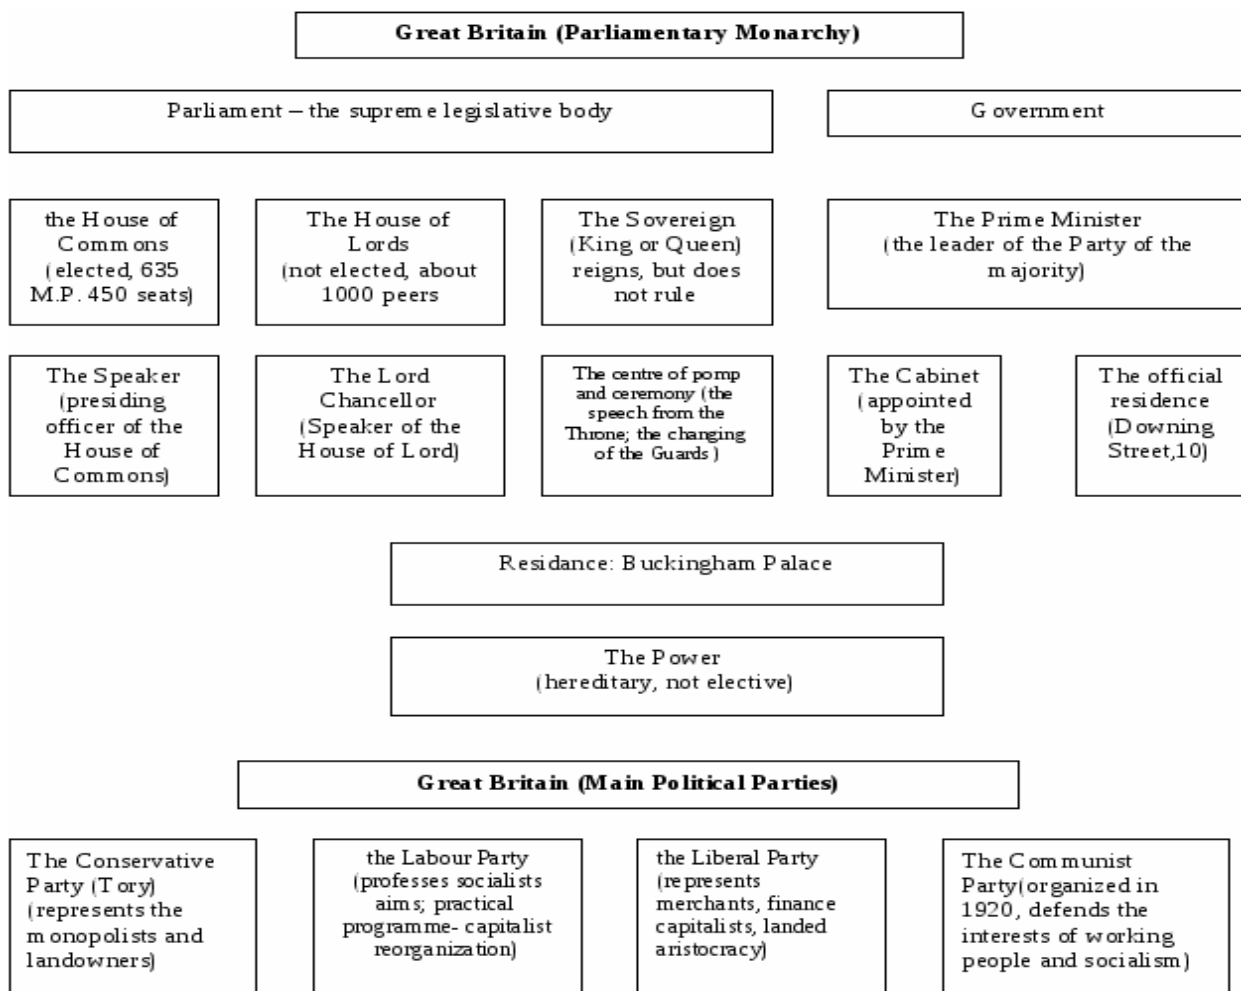 Great Britain (Parliamentary Monarchy)
Parliament – the supreme legislative body
Government
the House of
Commons
(elected, 635
M.P. 450 seats)
The House of
Lords
(not elected, about
1000 peers
The Sovereign
(King or Queen)
reigns, but does
not rule
The Prime Minister
(the leader of the Party of the
majority)
The Speaker
(presiding
officer of the
House of
Commons)
The Lord
Chancellor
(Speaker of the
House of Lord)
The centre of pomp
and ceremony (the
speech from the
Throne; the changing
of the Guards)
The Cabinet
(appointed
by the
Prime
Minister)
The official
residence
(Downing
Street,10)
Residance: Buckingham Palace
The Power
(hereditary, not elective)
Great Britain (Main Political Parties)
The Conservative
Party (Tory)
(represents the
monopolists and
landowners)
the Labour Party
(professes socialists
aims; practical
programme- capitalist
reorganization)
the Liberal Party
(represents
merchants, finance
capitalists, landed
aristocracy)
The Communist
Party(organized in
1920, defends the
interests of working
people and socialism)